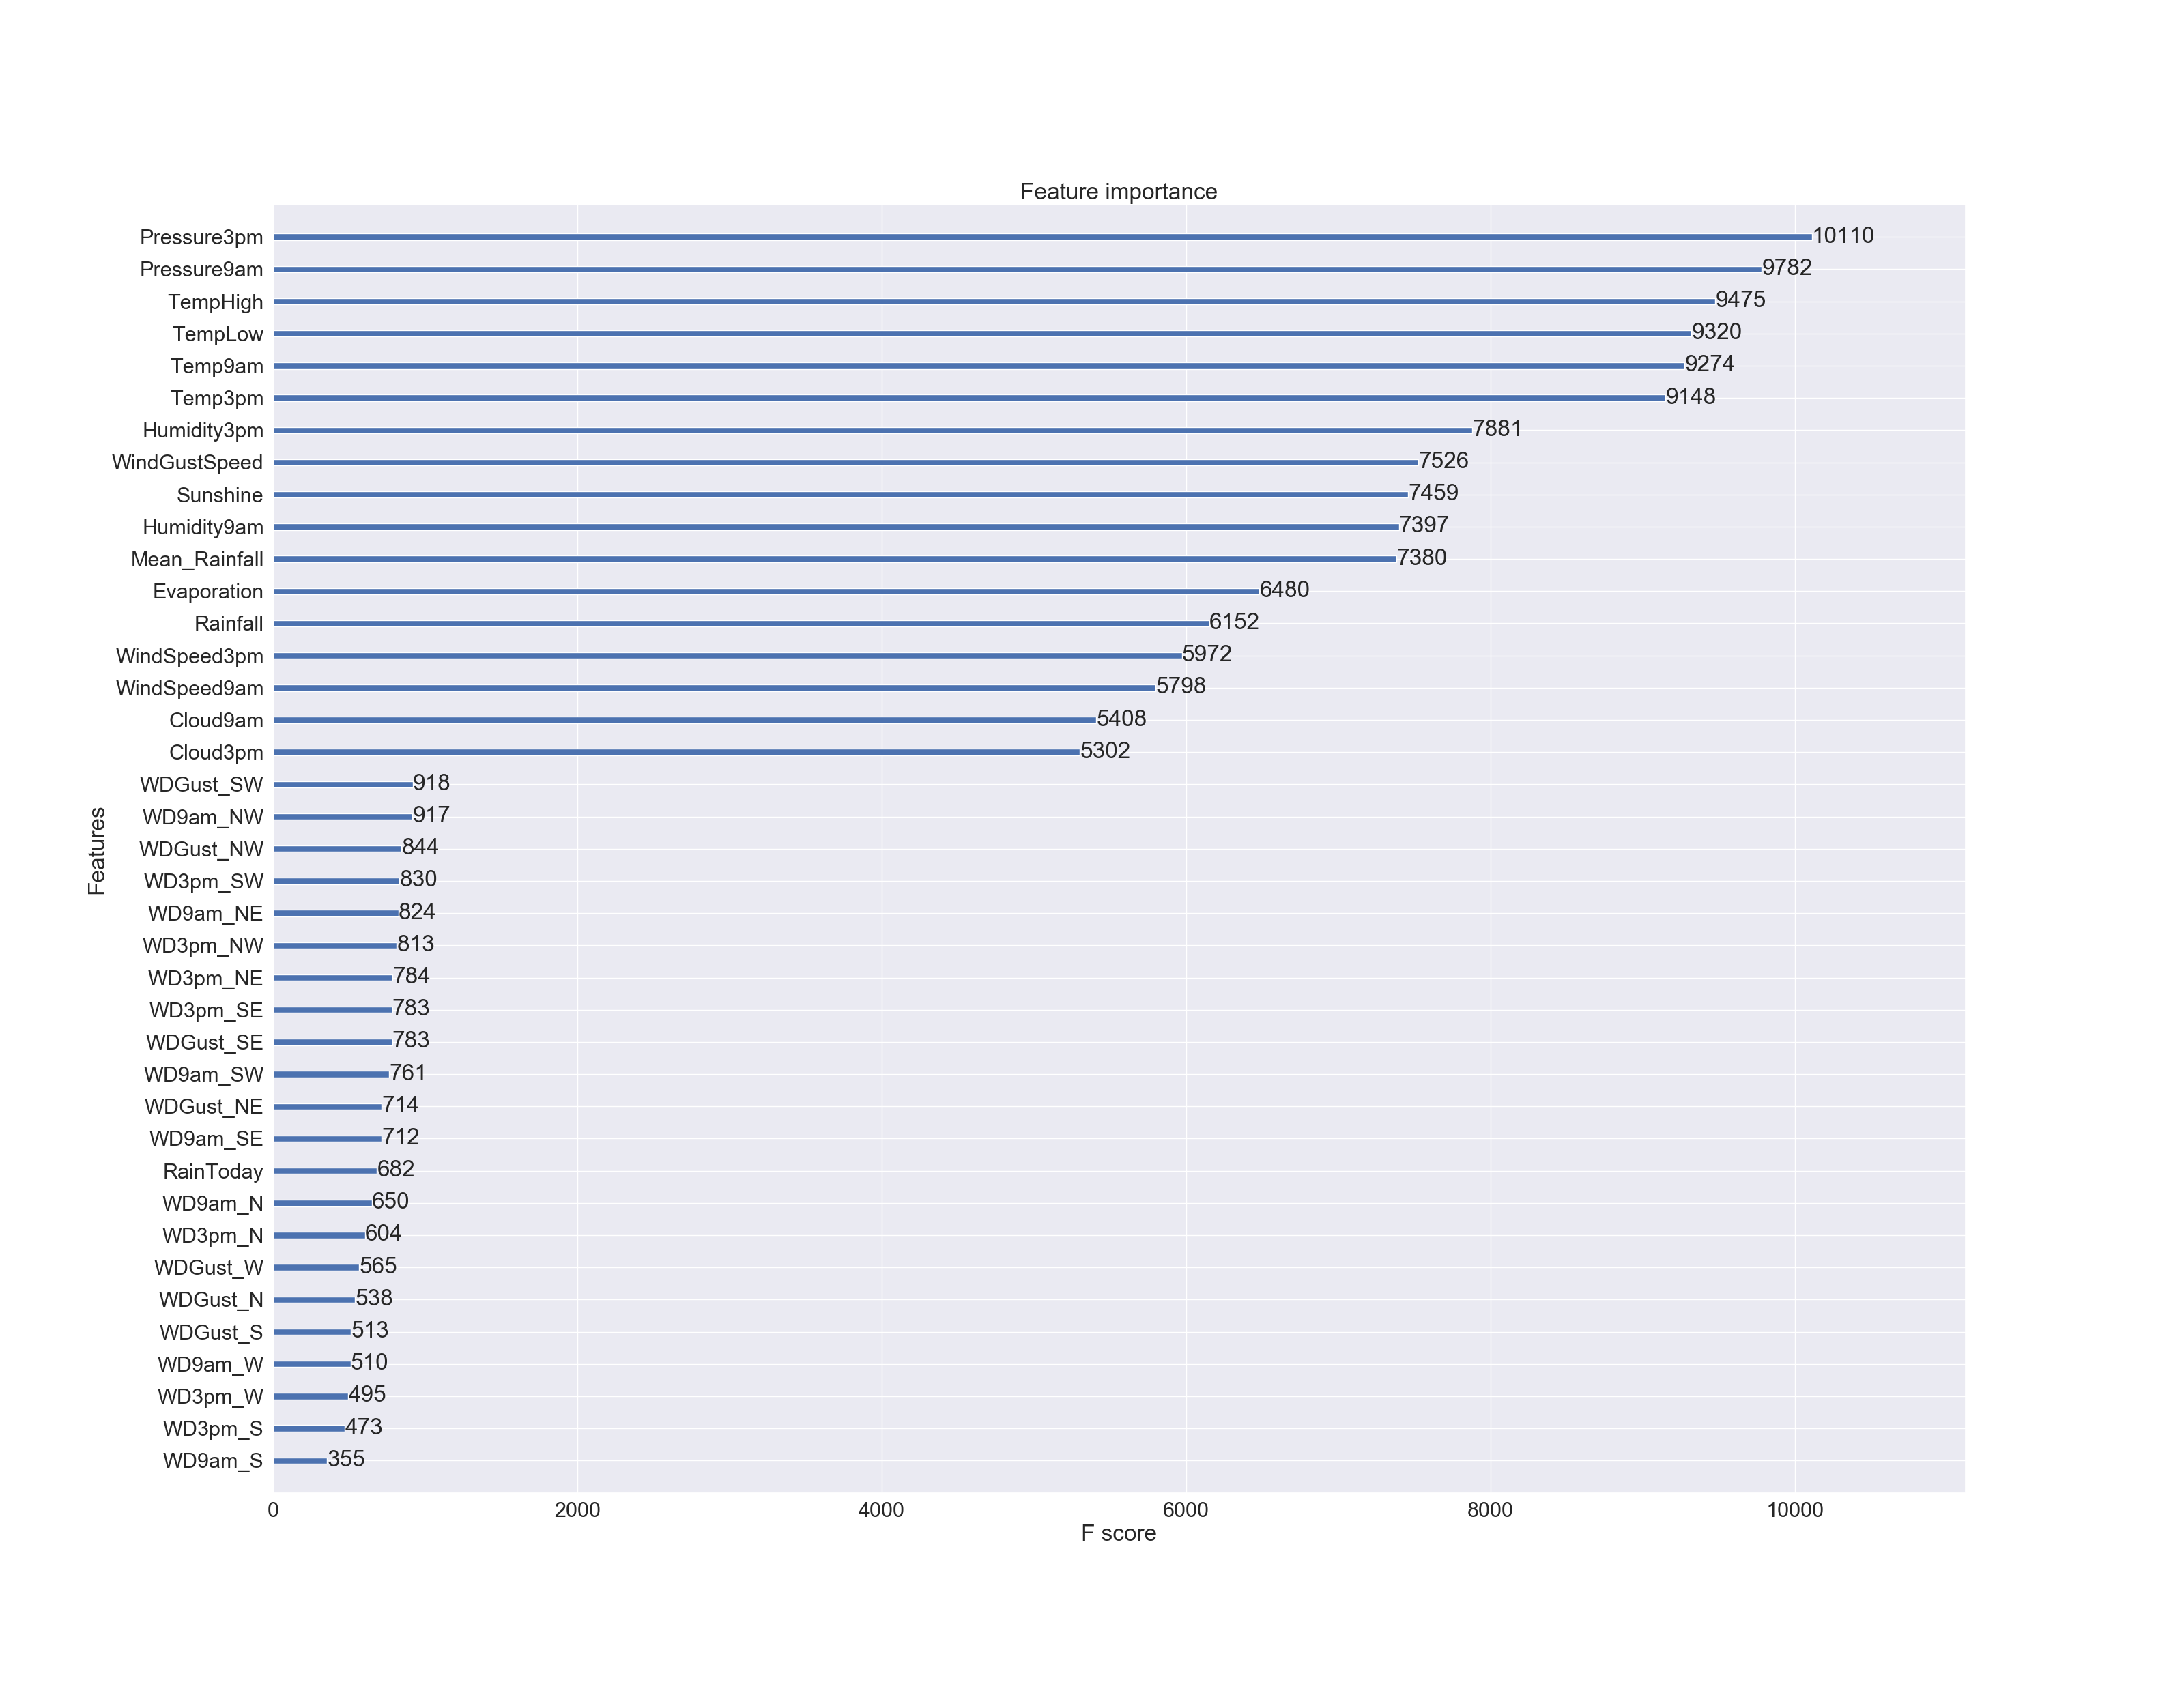 Feature importance
Pressure3pm 10110
Pressure9am 9782
TempHigh 9475
TempLow 9320
Temp9am 9274
Temp3pm 9148
Humidity3pm 7881
WindGustSpeed 7526
Sunshine 7459
Humidity9am 7397
Mean_Rainfall 7380
Evaporation 6480
Rainfall 6152
WindSpeed3pm 5972
WindSpeed9am 5798
Cloud9am 5408
Cloud3pm 5302
WDGust_SW 918
WD9am_NW 917
WDGust_NW 844
WD3pm_SW 830
WD9am_NE 824
WD3pm_NW 813
WD3pm_NE 784
WD3pm_SE 783
WDGust_SE 783
WD9am_SW 761
WDGust_NE 714
WD9am_SE 712
RainToday 682
WD9am_N 650
WD3pm_N 604
WDGust_W 565
WDGust_N 538
WDGust_S 513
WD9am_W 510
WD3pm_W 495
WD3pm_S 473
WD9am_S 355
Features
0 2000 4000 6000 8000 10000
F score